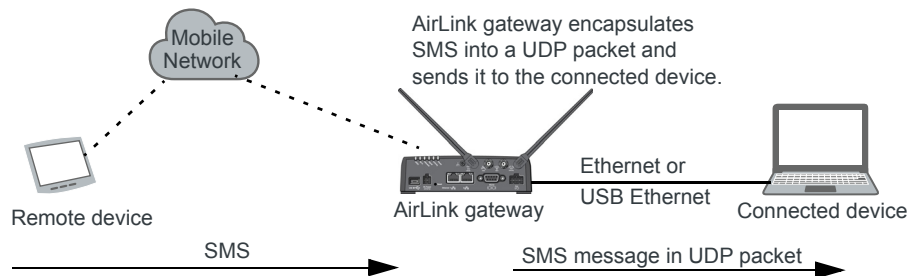 AirLink gateway encapsulates
SMS into a UDP packet and
sends it to the connected device.
Mobile
Network
Ethernet or
USB Ethernet
Remote device
AirLink gateway
Connected device
SMS
SMS message in UDP packet